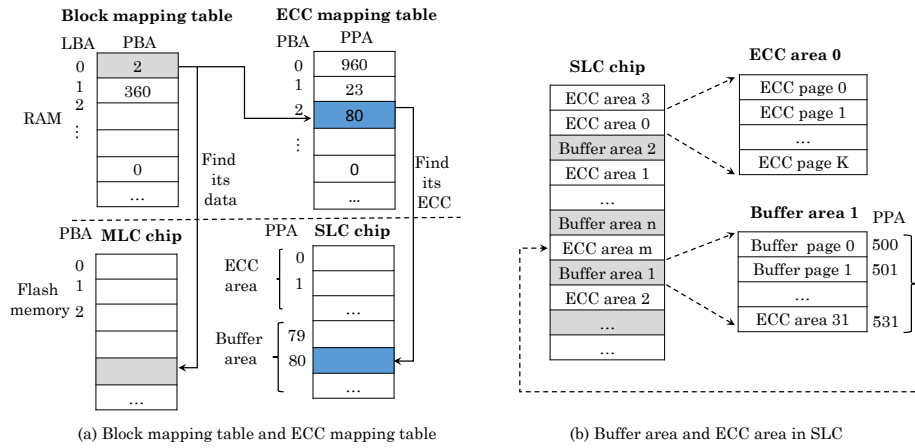 Block mapping table
LBA PBA
0 2
1 360
2
RAM
⋮
0
...
ECC mapping table
PBA PPA
0 960
1 23
2 80
⋮
0
...
Find
its
data
Find
its
ECC
PBA MLC chip
0
1
Flash
memory 2
...
PPA SLC chip
0
ECC
area
1
...
Buffer
area
79
80
...
(a) Block mapping table and ECC mapping table
SLC chip
ECC area 3
ECC area 0
Buffer area 2
ECC area 1
...
Buffer area n
ECC area m
Buffer area 1
ECC area 2
...
...
ECC area 0
ECC page 0
ECC page 1
...
ECC page K
Buffer area 1 PPA
Buffer page 0 500
Buffer page 1 501
...
ECC area 31 531
(b) Buffer area and ECC area in SLC